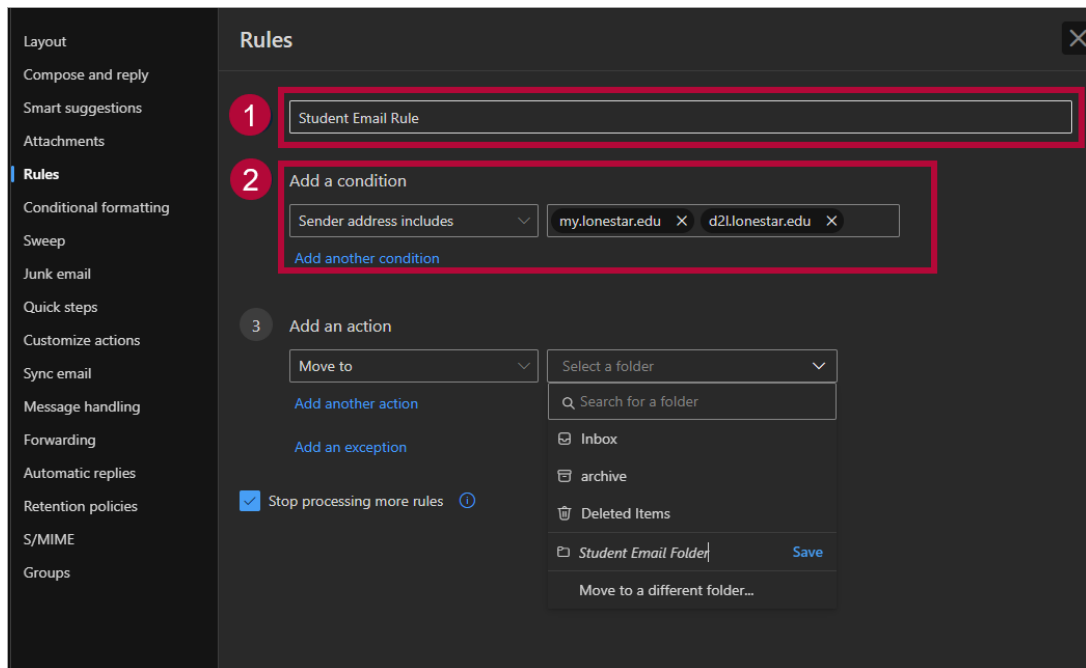 Layout
Compose and reply
Smart suggestions
Attachments
Rules
Conditional formatting
Sweep
Junk email
Quick steps
Customize actions
Sync email
Message handling
Forwarding
Automatic replies
Retention policies
S/MIME
Groups
Rules
1
Student Email Rule
2
Add a condition
Sender address includes my.lonestar.edu d2l.lonestar.edu
Add another condition
3 Add an action
Move to Select a folder
Add another action
Search for a folder
Inbox
Add an exception
archive
Stop processing more rules
Deleted Items
Student Email Folder Save
Move to a different folder...